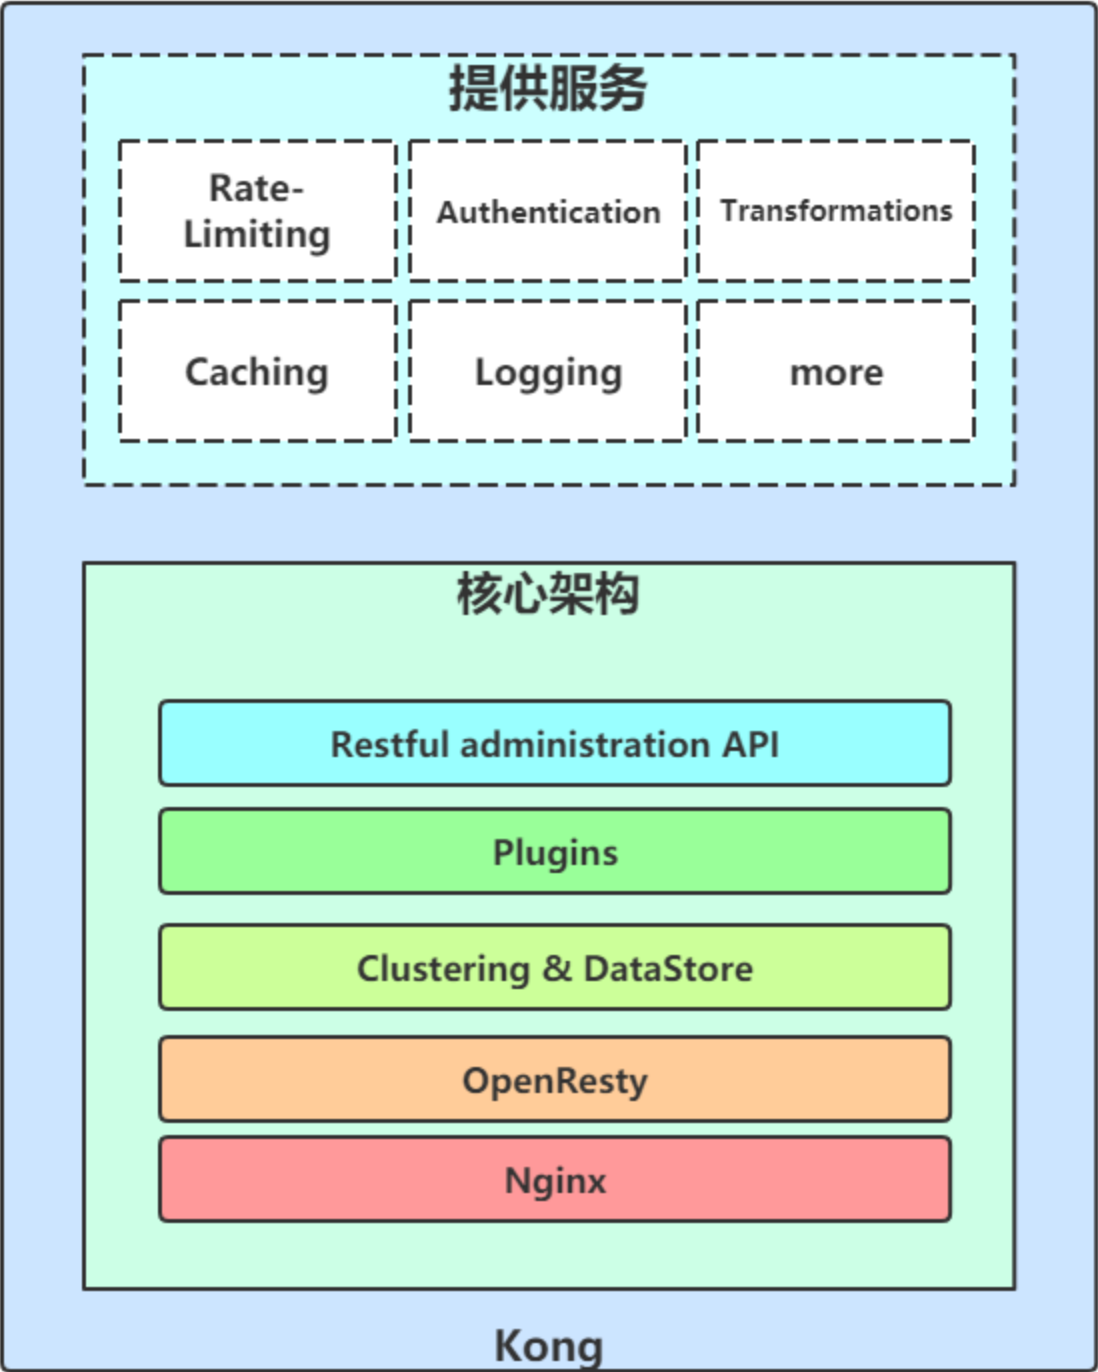 提供服务
Rate-
Limiting
Authentication
Transformations
Caching
Logging
more
核心架构
Restful administration API
Plugins
Clustering & DataStore
OpenResty
Nginx
Kong